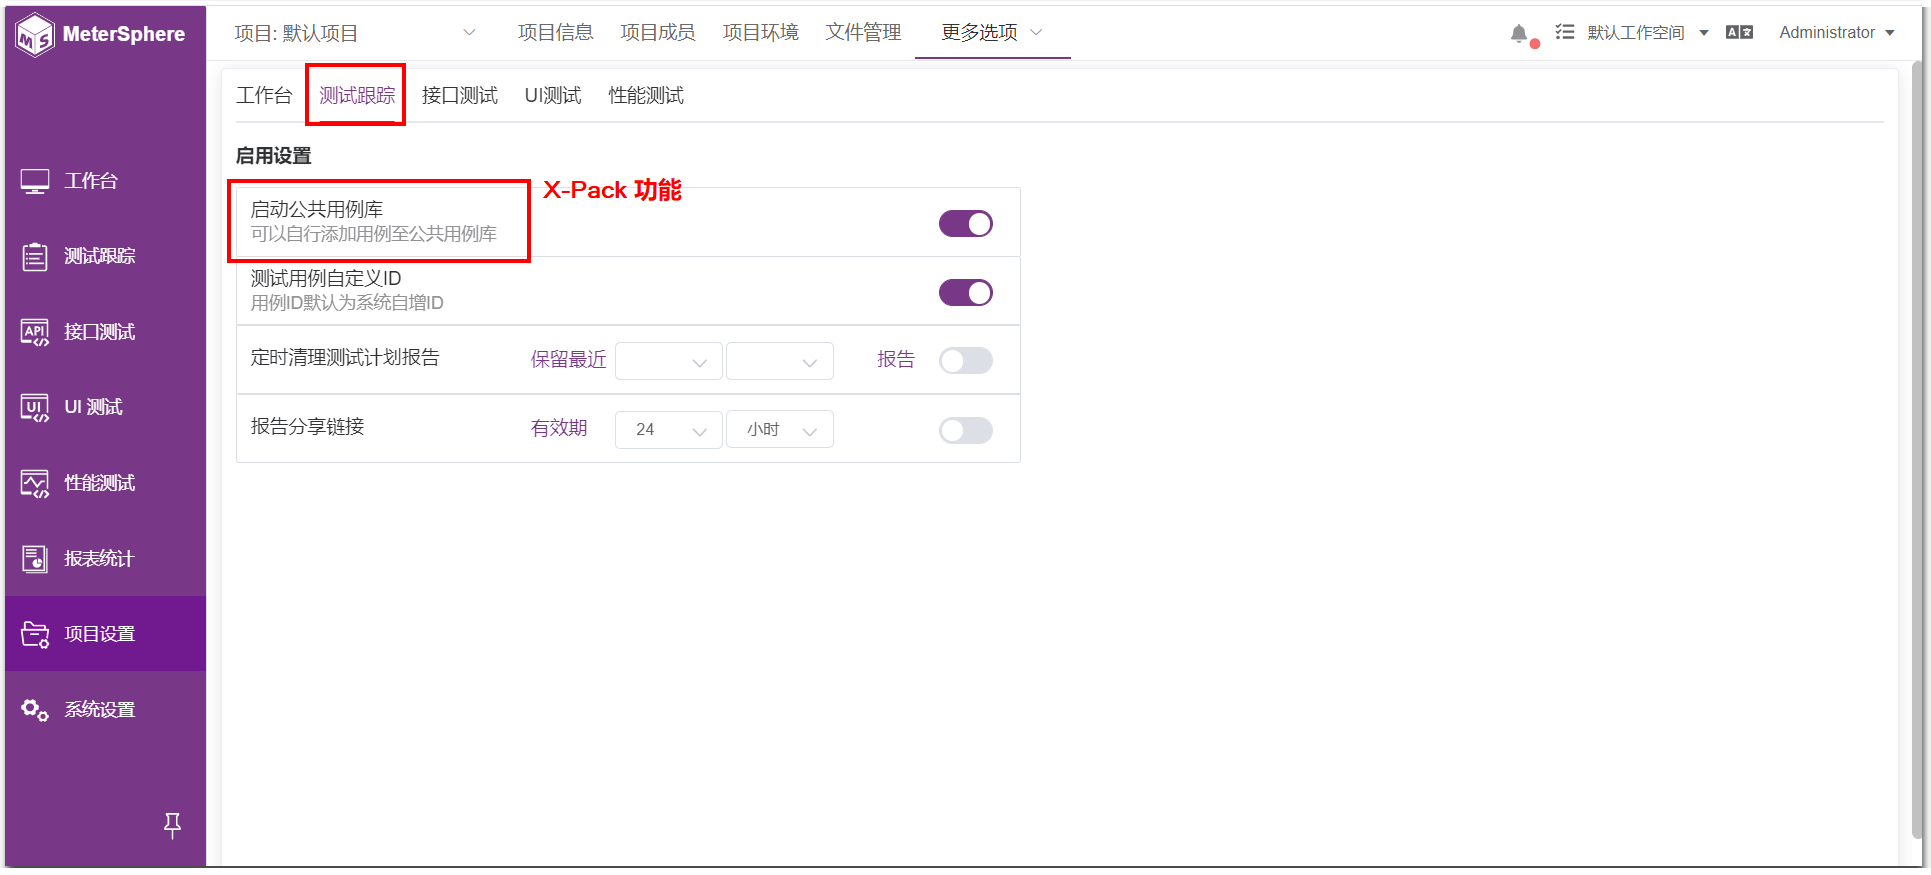 MeterSphere
项目: 默认项目
项目信息
项目成员
项目环境
文件管理
更多选项
默认工作空间
Administrator
工作台
测试跟踪
接口测试
UI测试
性能测试
启用设置
X-Pack 功能
启动公共用例库
可以自行添加用例至公共用例库
测试用例自定义ID
用例ID默认为系统自增ID
定时清理测试计划报告 保留最近 报告
报告分享链接 有效期 24 小时
工作台
测试跟踪
API 接口测试
UI UI 测试
性能测试
报表统计
项目设置
系统设置